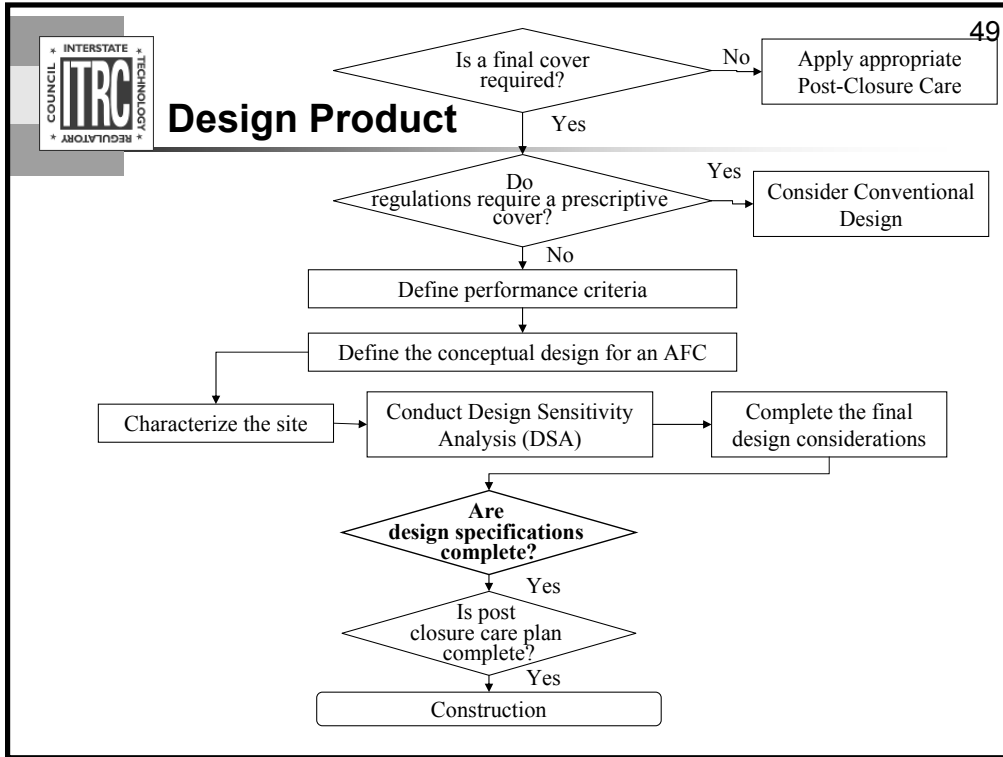 49
INTERSTATE
COUNCIL
ITRC
TECHNOLOGY
REGULATORY
Design Product
Is a final cover
required?
No
Apply appropriate
Post-Closure Care
Yes
Do
regulations require a prescriptive
cover?
Yes
Consider Conventional
Design
No
Define performance criteria
Define the conceptual design for an AFC
Characterize the site
Conduct Design Sensitivity
Analysis (DSA)
Complete the final
design considerations
Are
design specifications
complete?
Yes
Is post
closure care plan
complete?
Yes
Construction